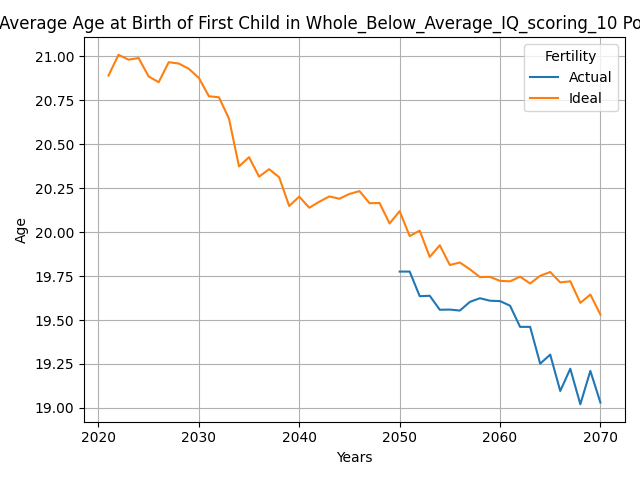 Average Age at Birth of First Child in Whole_Below_Average_IQ_scoring_10 Po
Fertility
Actual
Ideal
21.00
20.75
20.50
20.25
20.00
19.75
19.50
19.25
19.00
Age
2020 2030 2040 2050 2060 2070
Years